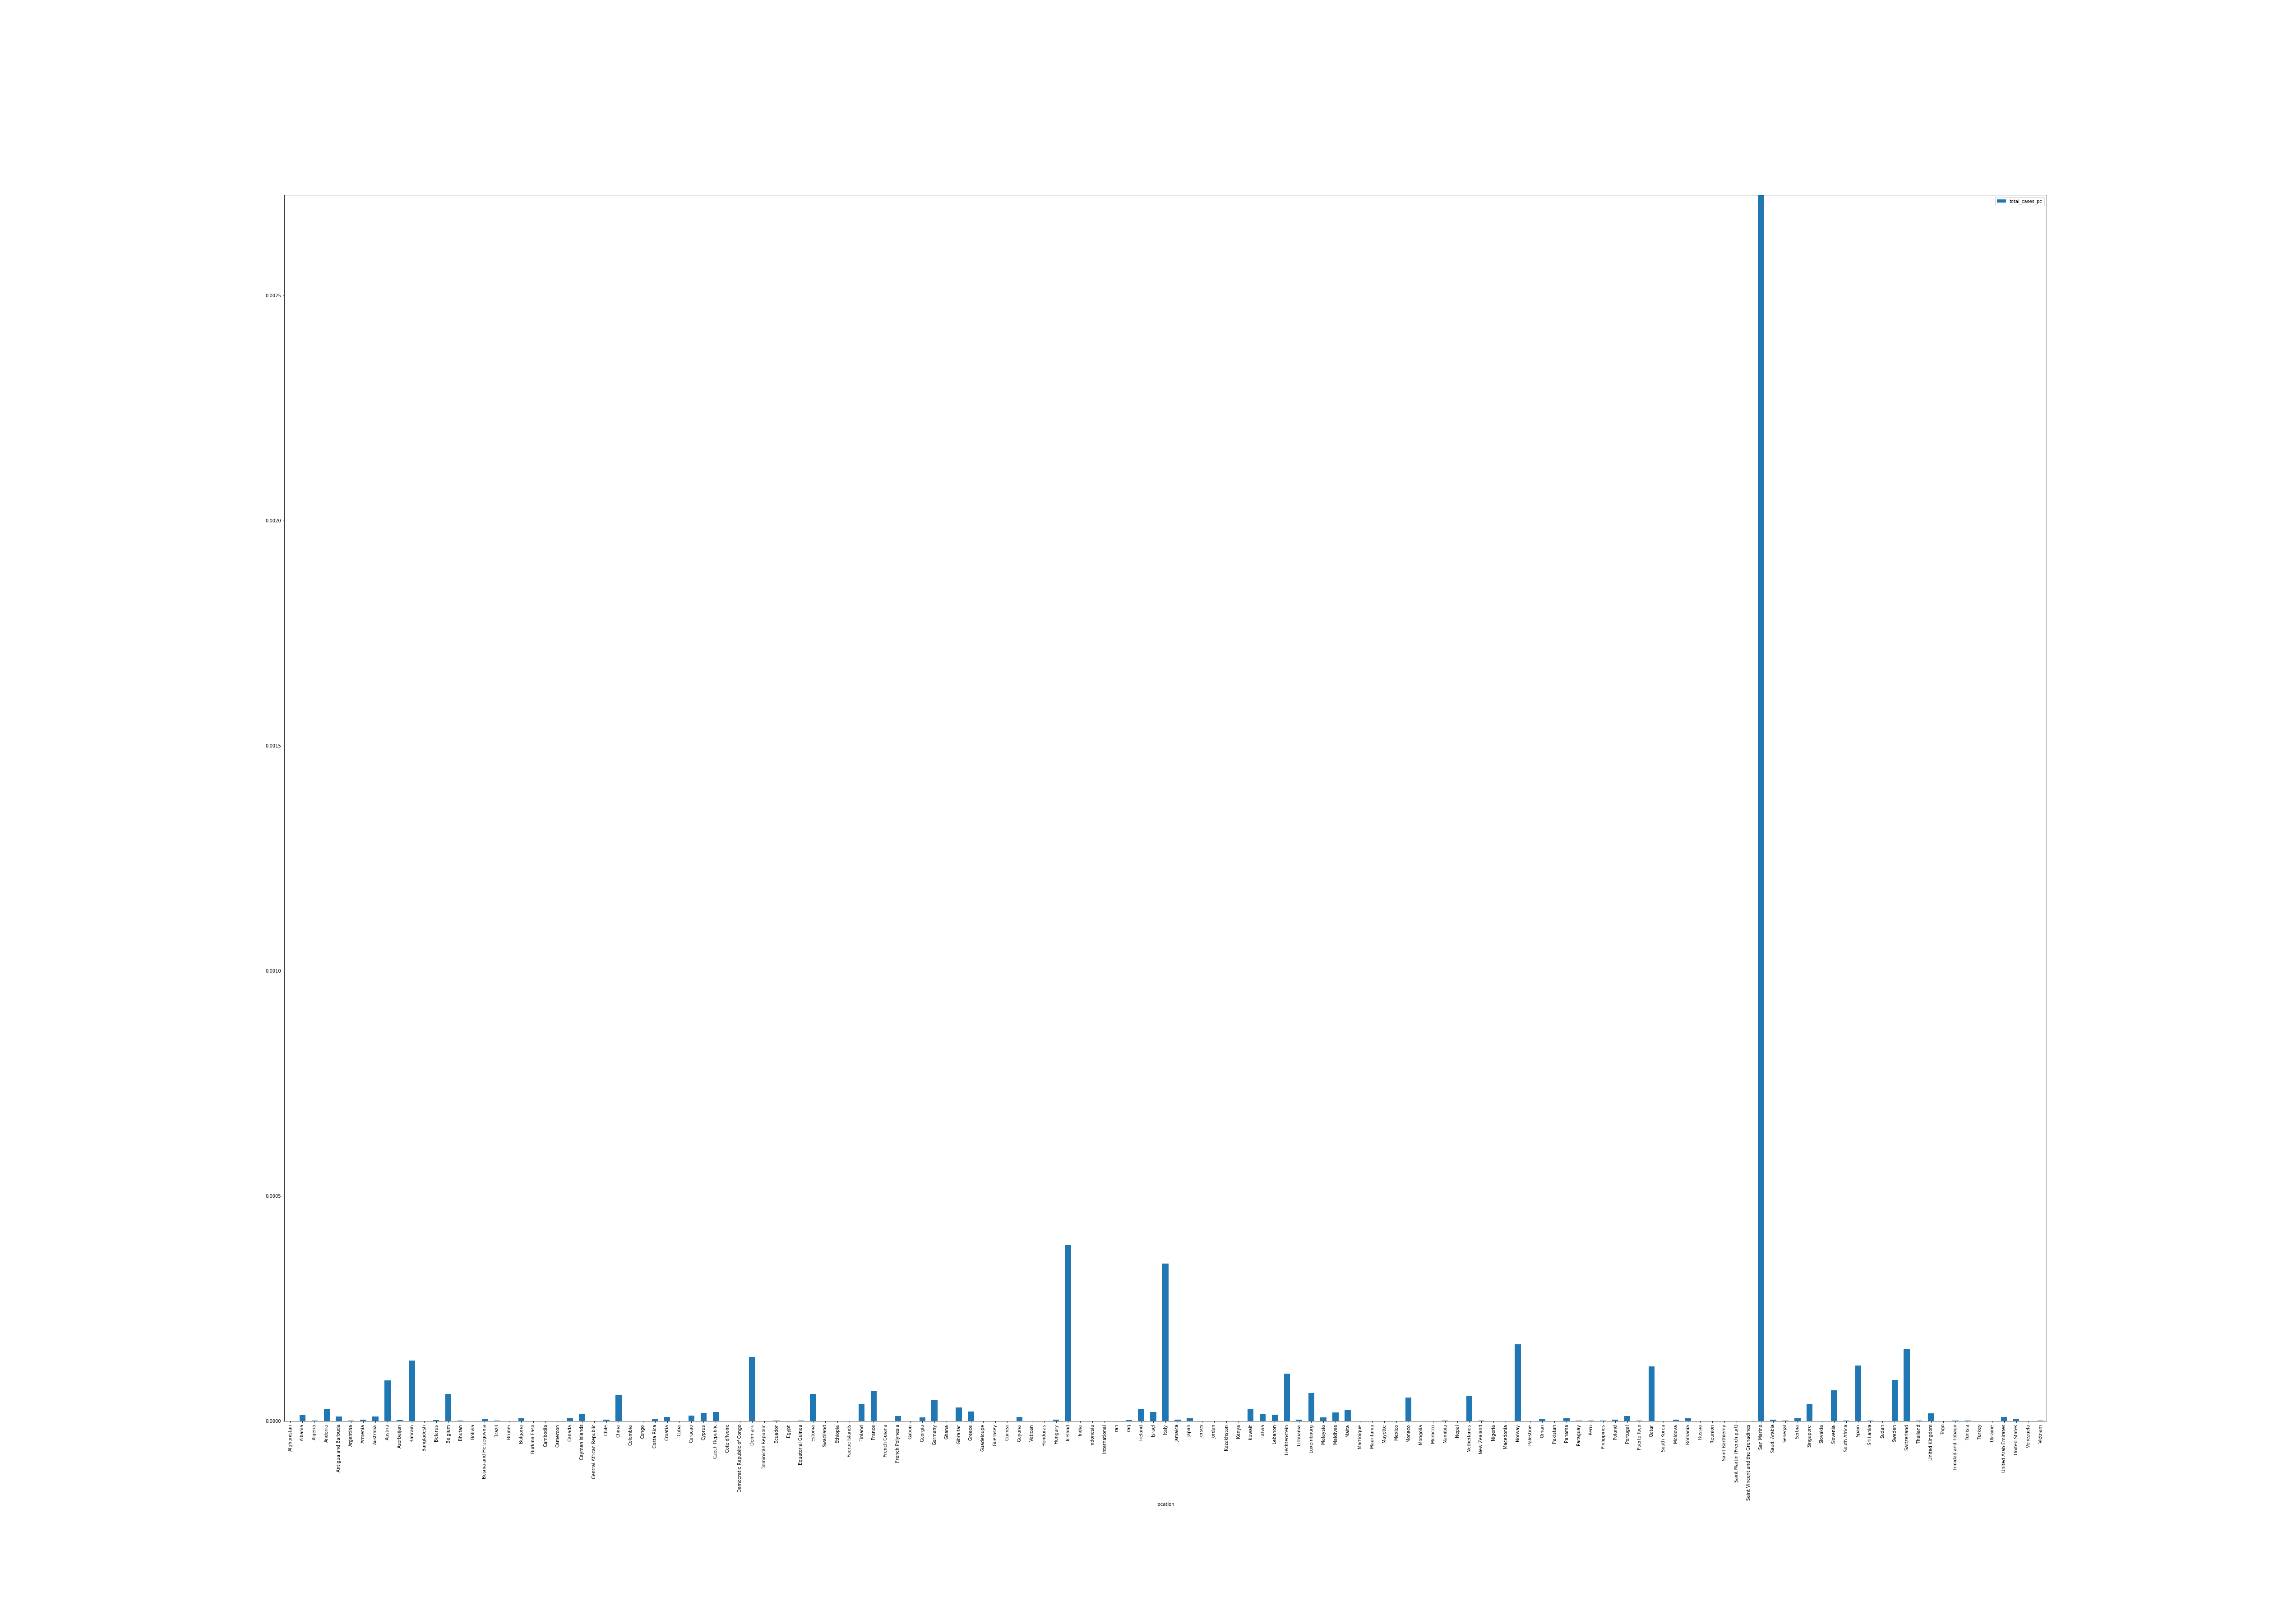 total_cases_pc
0.0025
0.0020
0.0015
0.0010
0.0005
0.0000
Afghanistan
Albania
Algeria
Andorra
Antigua and Barbuda
Argentina
Armenia
Australia
Austria
Azerbaijan
Bahrain
Bangladesh
Belarus
Belgium
Bhutan
Bolivia
Bosnia and Herzegovina
Brazil
Brunei
Bulgaria
Burkina Faso
Cambodia
Cameroon
Canada
Cayman Islands
Central African Republic
Chile
China
Colombia
Congo
Costa Rica
Croatia
Cuba
Curacao
Cyprus
Czech Republic
Cote d'Ivoire
Democratic Republic of Congo
Denmark
Dominican Republic
Ecuador
Egypt
Equatorial Guinea
Estonia
Swaziland
Ethiopia
Faeroe Islands
Finland
France
French Guiana
French Polynesia
Gabon
Georgia
Germany
Ghana
Gibraltar
Greece
Guadeloupe
Guernsey
Guinea
Guyana
Vatican
Honduras
Hungary
Iceland
India
Indonesia
International
Iran
Iraq
Ireland
Israel
Italy
Jamaica
Japan
Jersey
Jordan
Kazakhstan
Kenya
Kuwait
Latvia
Lebanon
Liechtenstein
Lithuania
Luxembourg
Malaysia
Maldives
Malta
Martinique
Mauritania
Mayotte
Mexico
Monaco
Mongolia
Morocco
Namibia
Nepal
Netherlands
New Zealand
Nigeria
Macedonia
Norway
Palestine
Oman
Pakistan
Panama
Paraguay
Peru
Philippines
Poland
Portugal
Puerto Rico
Qatar
South Korea
Moldova
Romania
Russia
Reunion
Saint Barthlemy
Saint Martin (French part)
Saint Vincent and the Grenadines
San Marino
Saudi Arabia
Senegal
Serbia
Singapore
Slovakia
Slovenia
South Africa
Spain
Sri Lanka
Sudan
Sweden
Switzerland
Thailand
United Kingdom
Togo
Trinidad and Tobago
Tunisia
Turkey
Ukraine
United Arab Emirates
United States
Venezuela
Vietnam
location